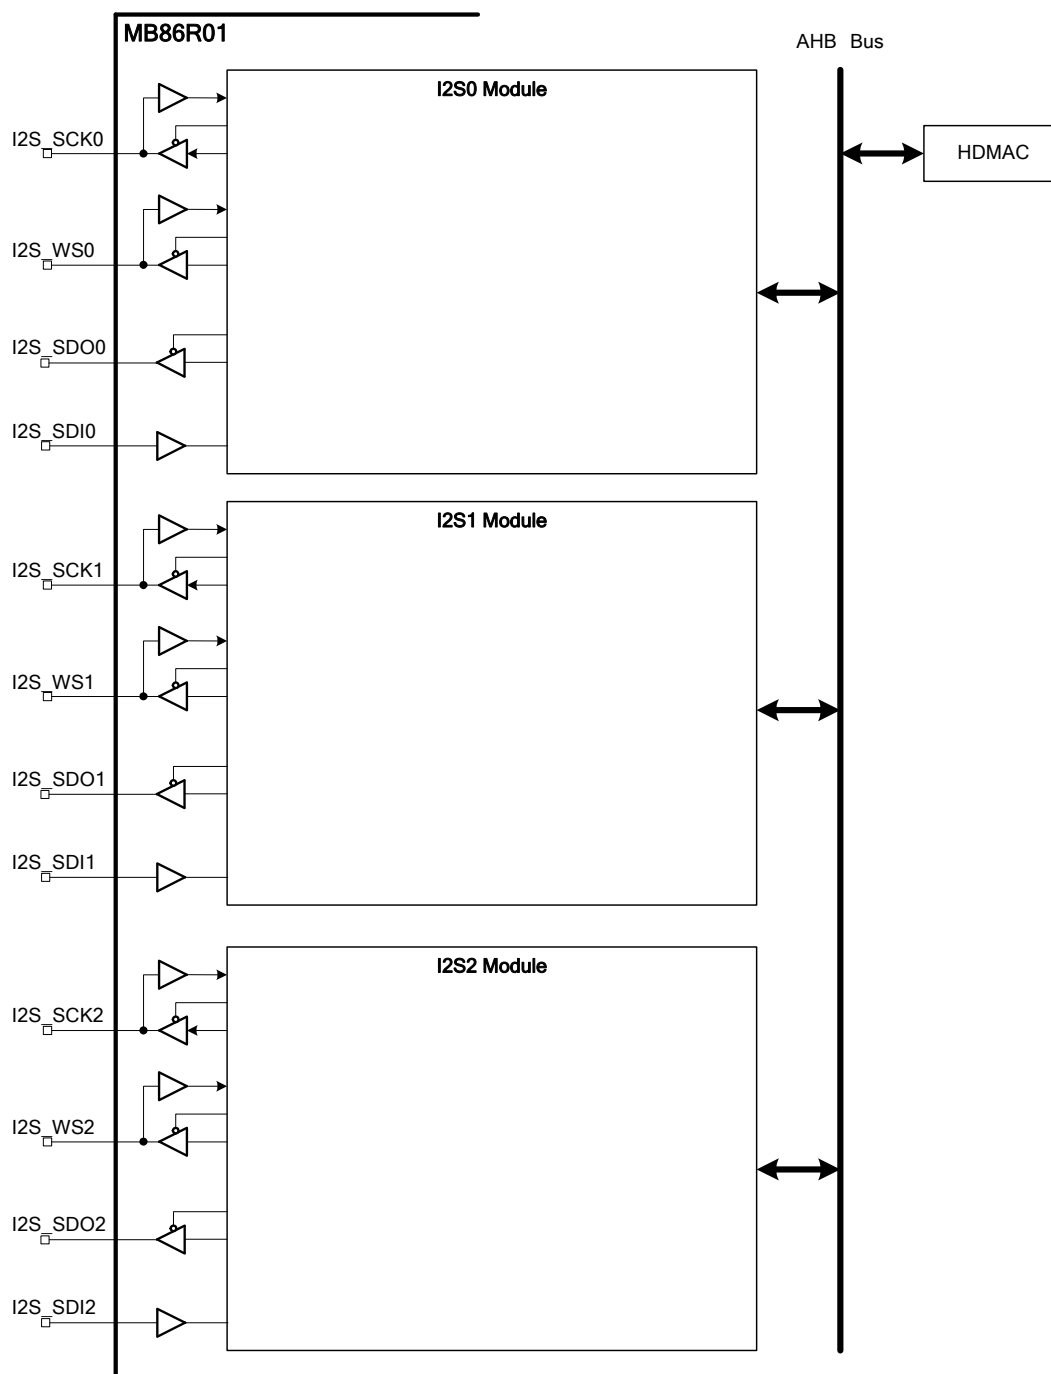 MB86R01
AHB Bus
I2S0 Module
I2S_SCK0
HDMAC
I2S_WS0
I2S_SDO0
I2S_SDI0
I2S1 Module
I2S_SCK1
I2S_WS1
I2S_SDO1
I2S_SDI1
I2S2 Module
I2S_SCK2
I2S_WS2
I2S_SDO2
I2S_SDI2